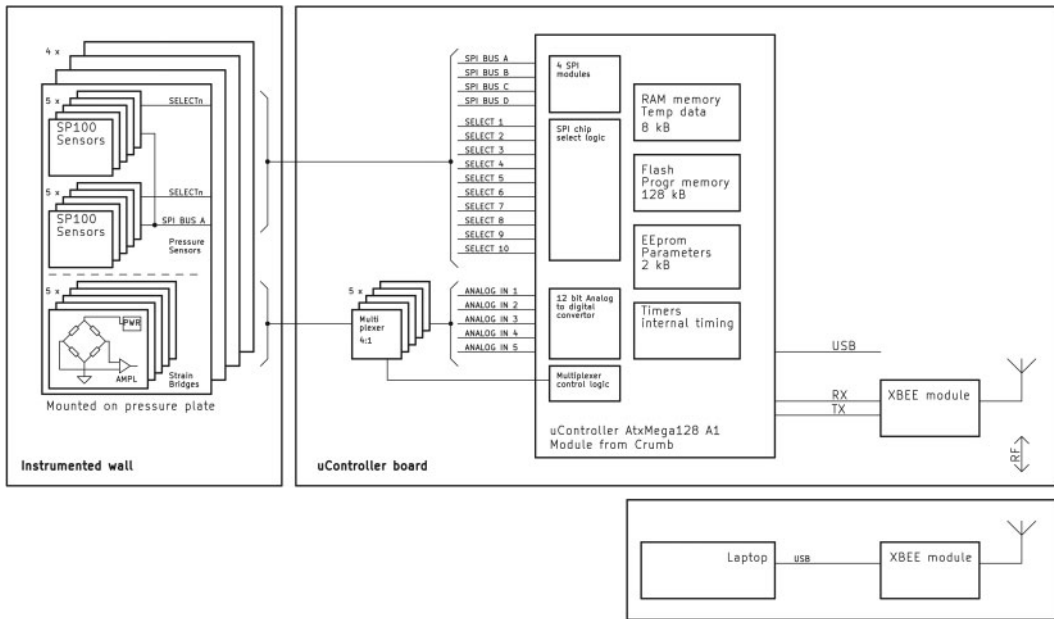 4 x
5 x
SELECTn
SP100
Sensors
5 x
SELECTn
SP100
Sensors
SPI BUS A
Pressure
Sensors
5 x
PWR
AMPL
Strain
Bridges
Mounted on pressure plate
Instrumented wall
SPI BUS A
SPI BUS B
SPI BUS C
SPI BUS D
SELECT 1
SELECT 2
SELECT 3
SELECT 4
SELECT 5
SELECT 6
SELECT 7
SELECT 8
SELECT 9
SELECT 10
5 x
Multi
plexer
4:1
ANALOG IN 1
ANALOG IN 2
ANALOG IN 3
ANALOG IN 4
ANALOG IN 5
4 SPI
modules
SPI chip
select logic
12 bit Analog
to digital
convertor
Multiplexer
control logic
RAM memory
Temp data
8 kB
Flash
Progr memory
128 kB
EEprom
Parameters
2 kB
Timers
internal timing
uController AtxMega128 A1
Module from Crumb
USB
RX
TX
XBEE module
RF
uController board
Laptop
USB
XBEE module